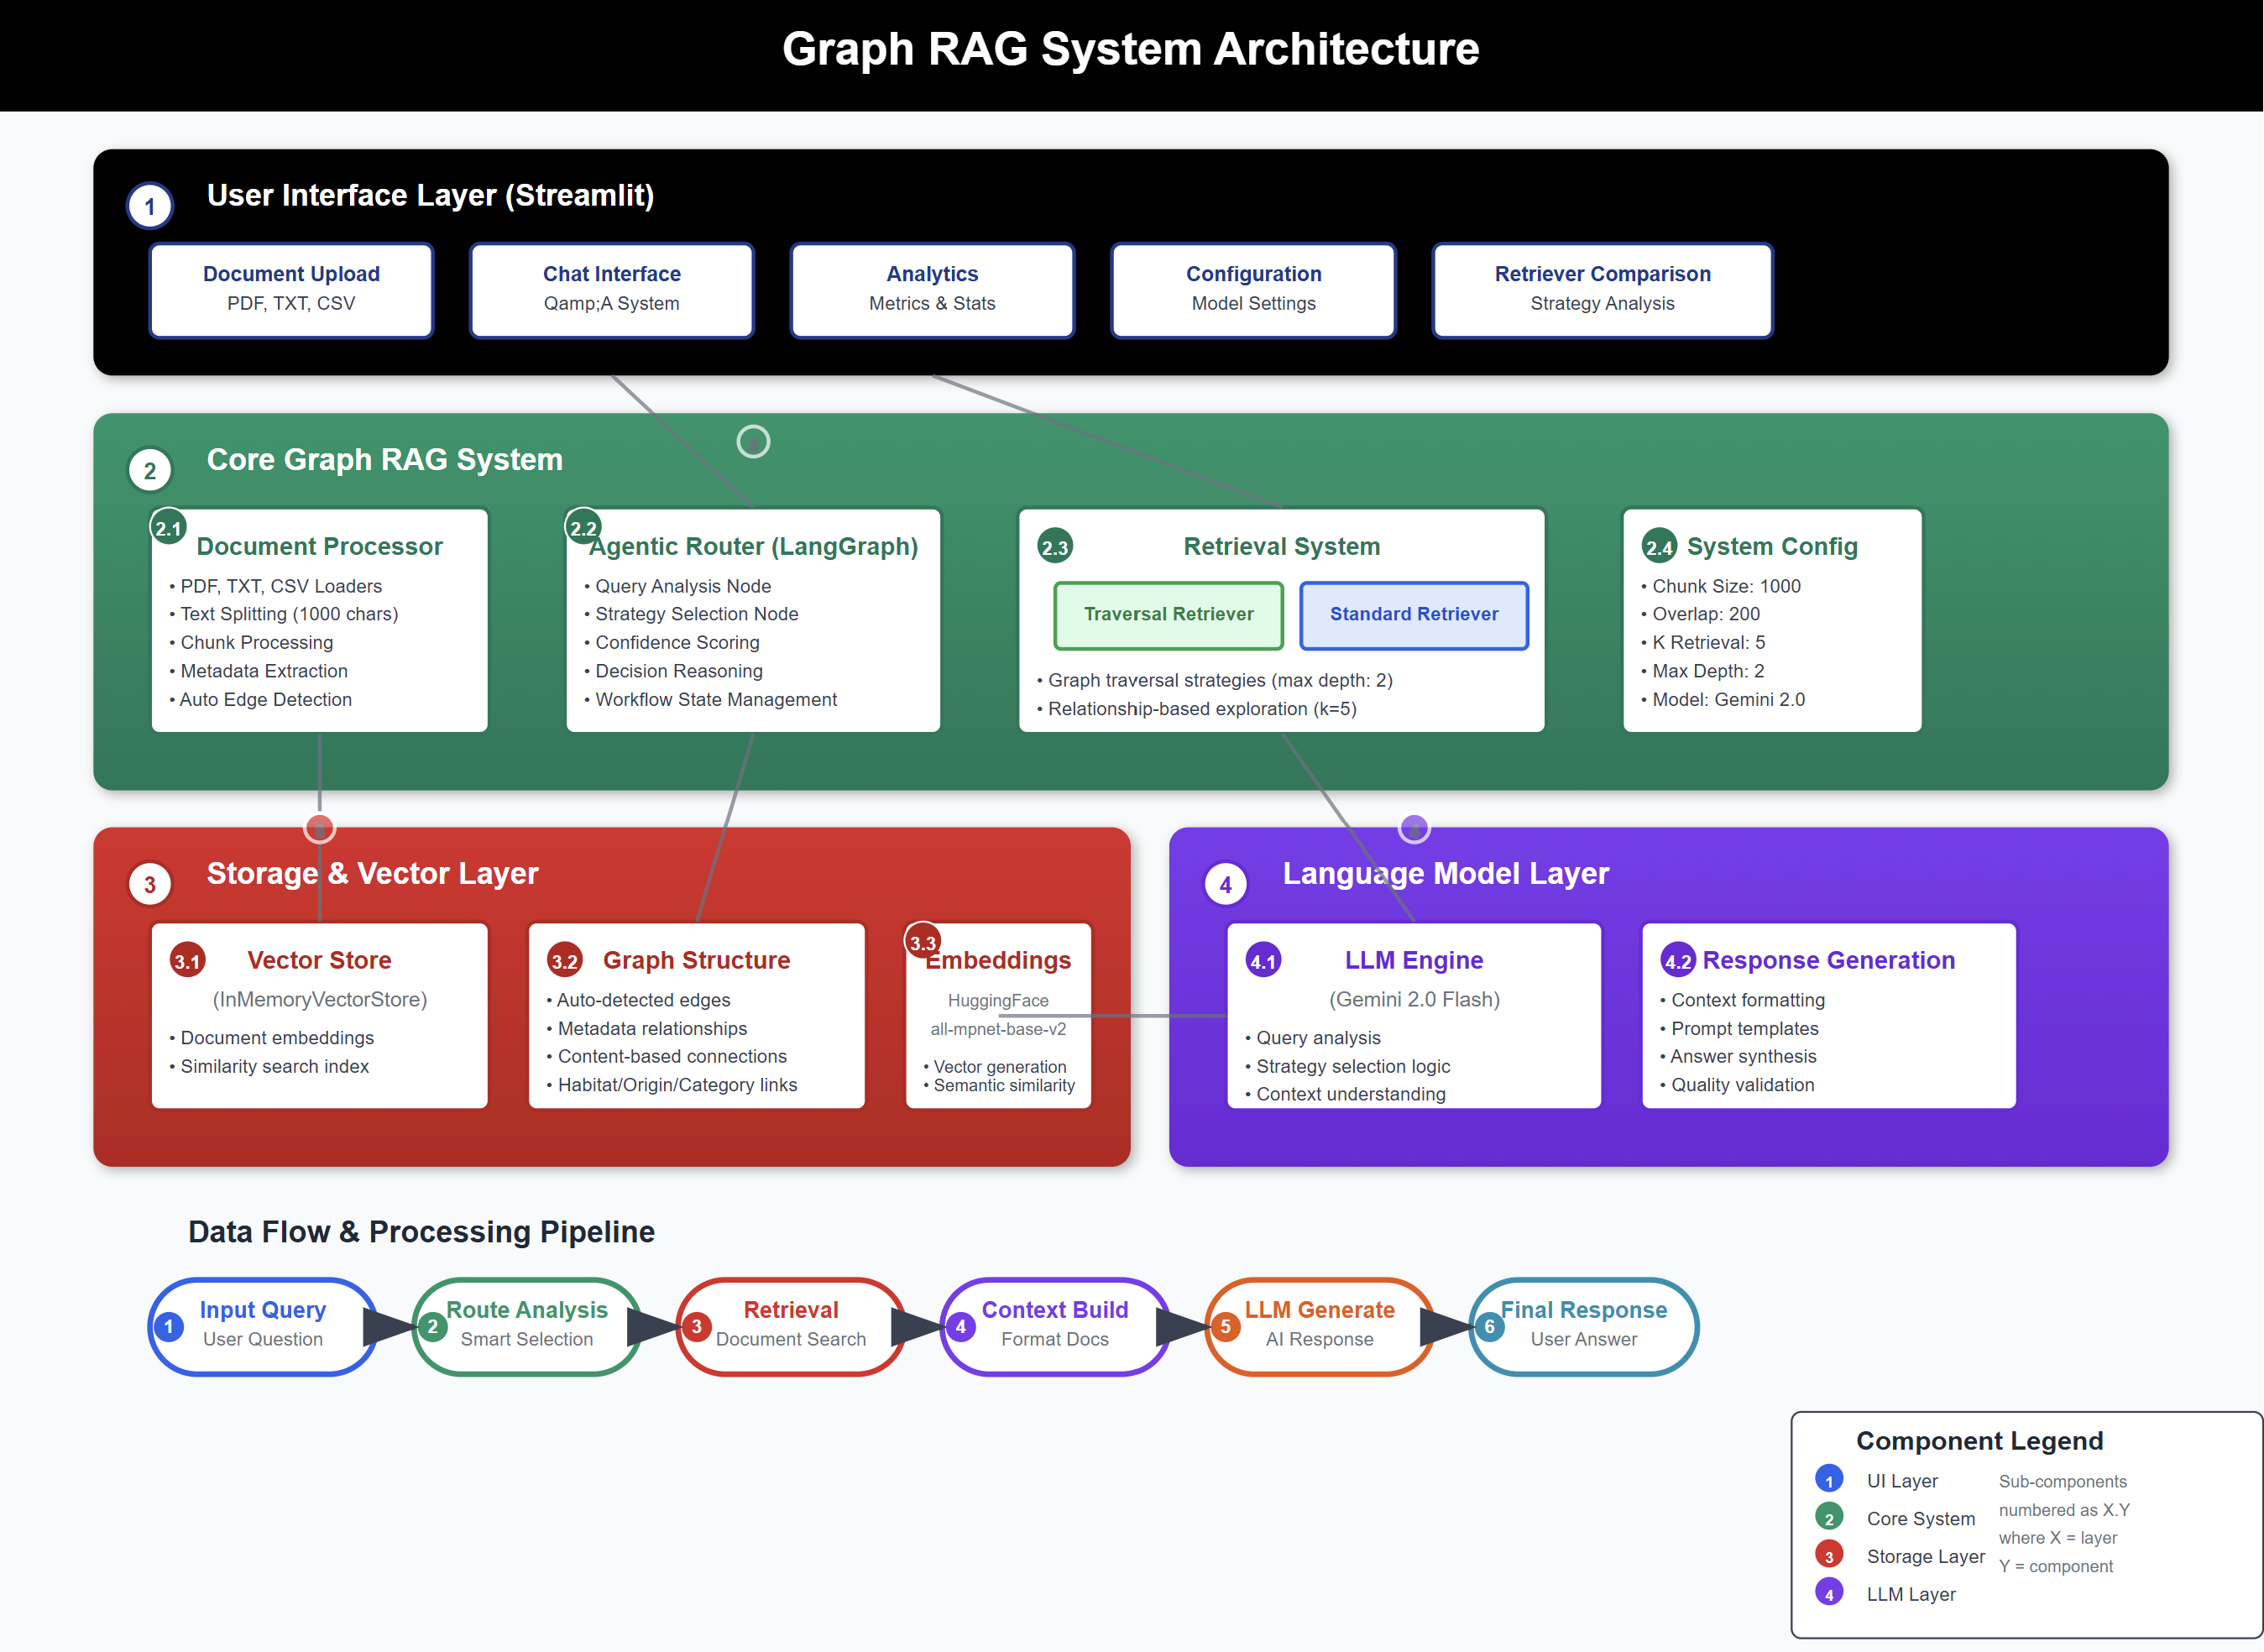 Graph RAG System Architecture
1
User Interface Layer (Streamlit)
Document Upload
PDF, TXT, CSV
Chat Interface
Qamp;A System
Analytics
Metrics & Stats
Configuration
Model Settings
Retriever Comparison
Strategy Analysis
2
Core Graph RAG System
2.1
Document Processor
• PDF, TXT, CSV Loaders
• Text Splitting (1000 chars)
• Chunk Processing
• Metadata Extraction
• Auto Edge Detection
2.2
Agentic Router (LangGraph)
• Query Analysis Node
• Strategy Selection Node
• Confidence Scoring
• Decision Reasoning
• Workflow State Management
2.3
Retrieval System
Traversal Retriever
Standard Retriever
• Graph traversal strategies (max depth: 2)
• Relationship-based exploration (k=5)
2.4
System Config
• Chunk Size: 1000
• Overlap: 200
• K Retrieval: 5
• Max Depth: 2
• Model: Gemini 2.0
3
Storage & Vector Layer
3.1
Vector Store
(InMemoryVectorStore)
• Document embeddings
• Similarity search index
3.2
Graph Structure
• Auto-detected edges
• Metadata relationships
• Content-based connections
• Habitat/Origin/Category links
3.3
Embeddings
HuggingFace
all-mpnet-base-v2
• Vector generation
• Semantic similarity
4
Language Model Layer
4.1
LLM Engine
(Gemini 2.0 Flash)
• Query analysis
• Strategy selection logic
• Context understanding
4.2
Response Generation
• Context formatting
• Prompt templates
• Answer synthesis
• Quality validation
Data Flow & Processing Pipeline
1
Input Query
User Question
2
Route Analysis
Smart Selection
3
Retrieval
Document Search
4
Context Build
Format Docs
5
LLM Generate
AI Response
6
Final Response
User Answer
Component Legend
1
UI Layer
2
Core System
3
Storage Layer
4
LLM Layer
Sub-components
numbered as X.Y
where X = layer
Y = component